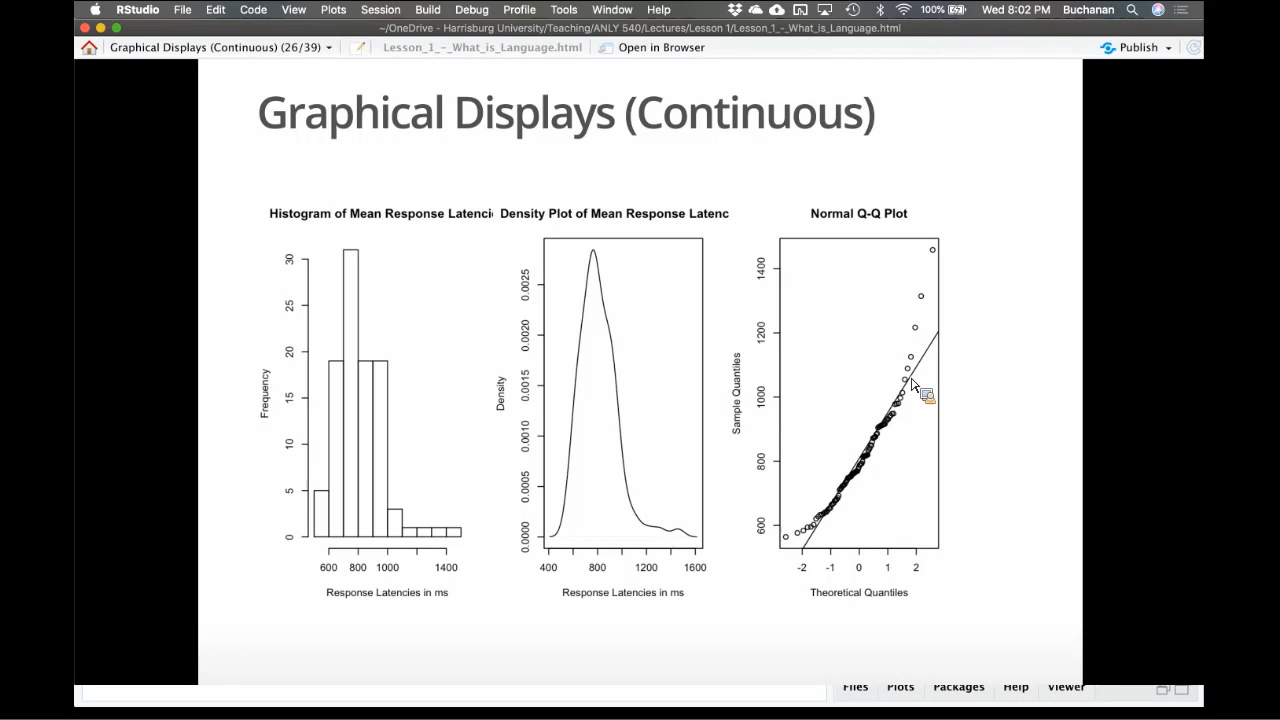 RStudio File Edit Code View Plots Session Build Debug Profile Tools Window Help 100% Wed 8:02 PM Buchanan
~/OneDrive - Harrisburg University/Teaching/ANLY 540/Lectures/Lesson 1/Lesson_1_-_What_is_Language.html
Graphical Displays (Continuous) (26/39) Lesson_1_-_What_is_Language.html Open in Browser Publish
Graphical Displays (Continuous)
Histogram of Mean Response Latenci
30
25
20
15
10
5
0
Frequency
600 800 1000 1400
Response Latencies in ms
Density Plot of Mean Response Latenc
0.0025
0.0020
0.0015
0.0010
0.0005
0.0000
Density
400 800 1200 1600
Response Latencies in ms
Normal Q-Q Plot
1400
1200
1000
800
600
Sample Quantiles
-2 -1 0 1 2
Theoretical Quantiles
Files Plots Packages Help Viewer